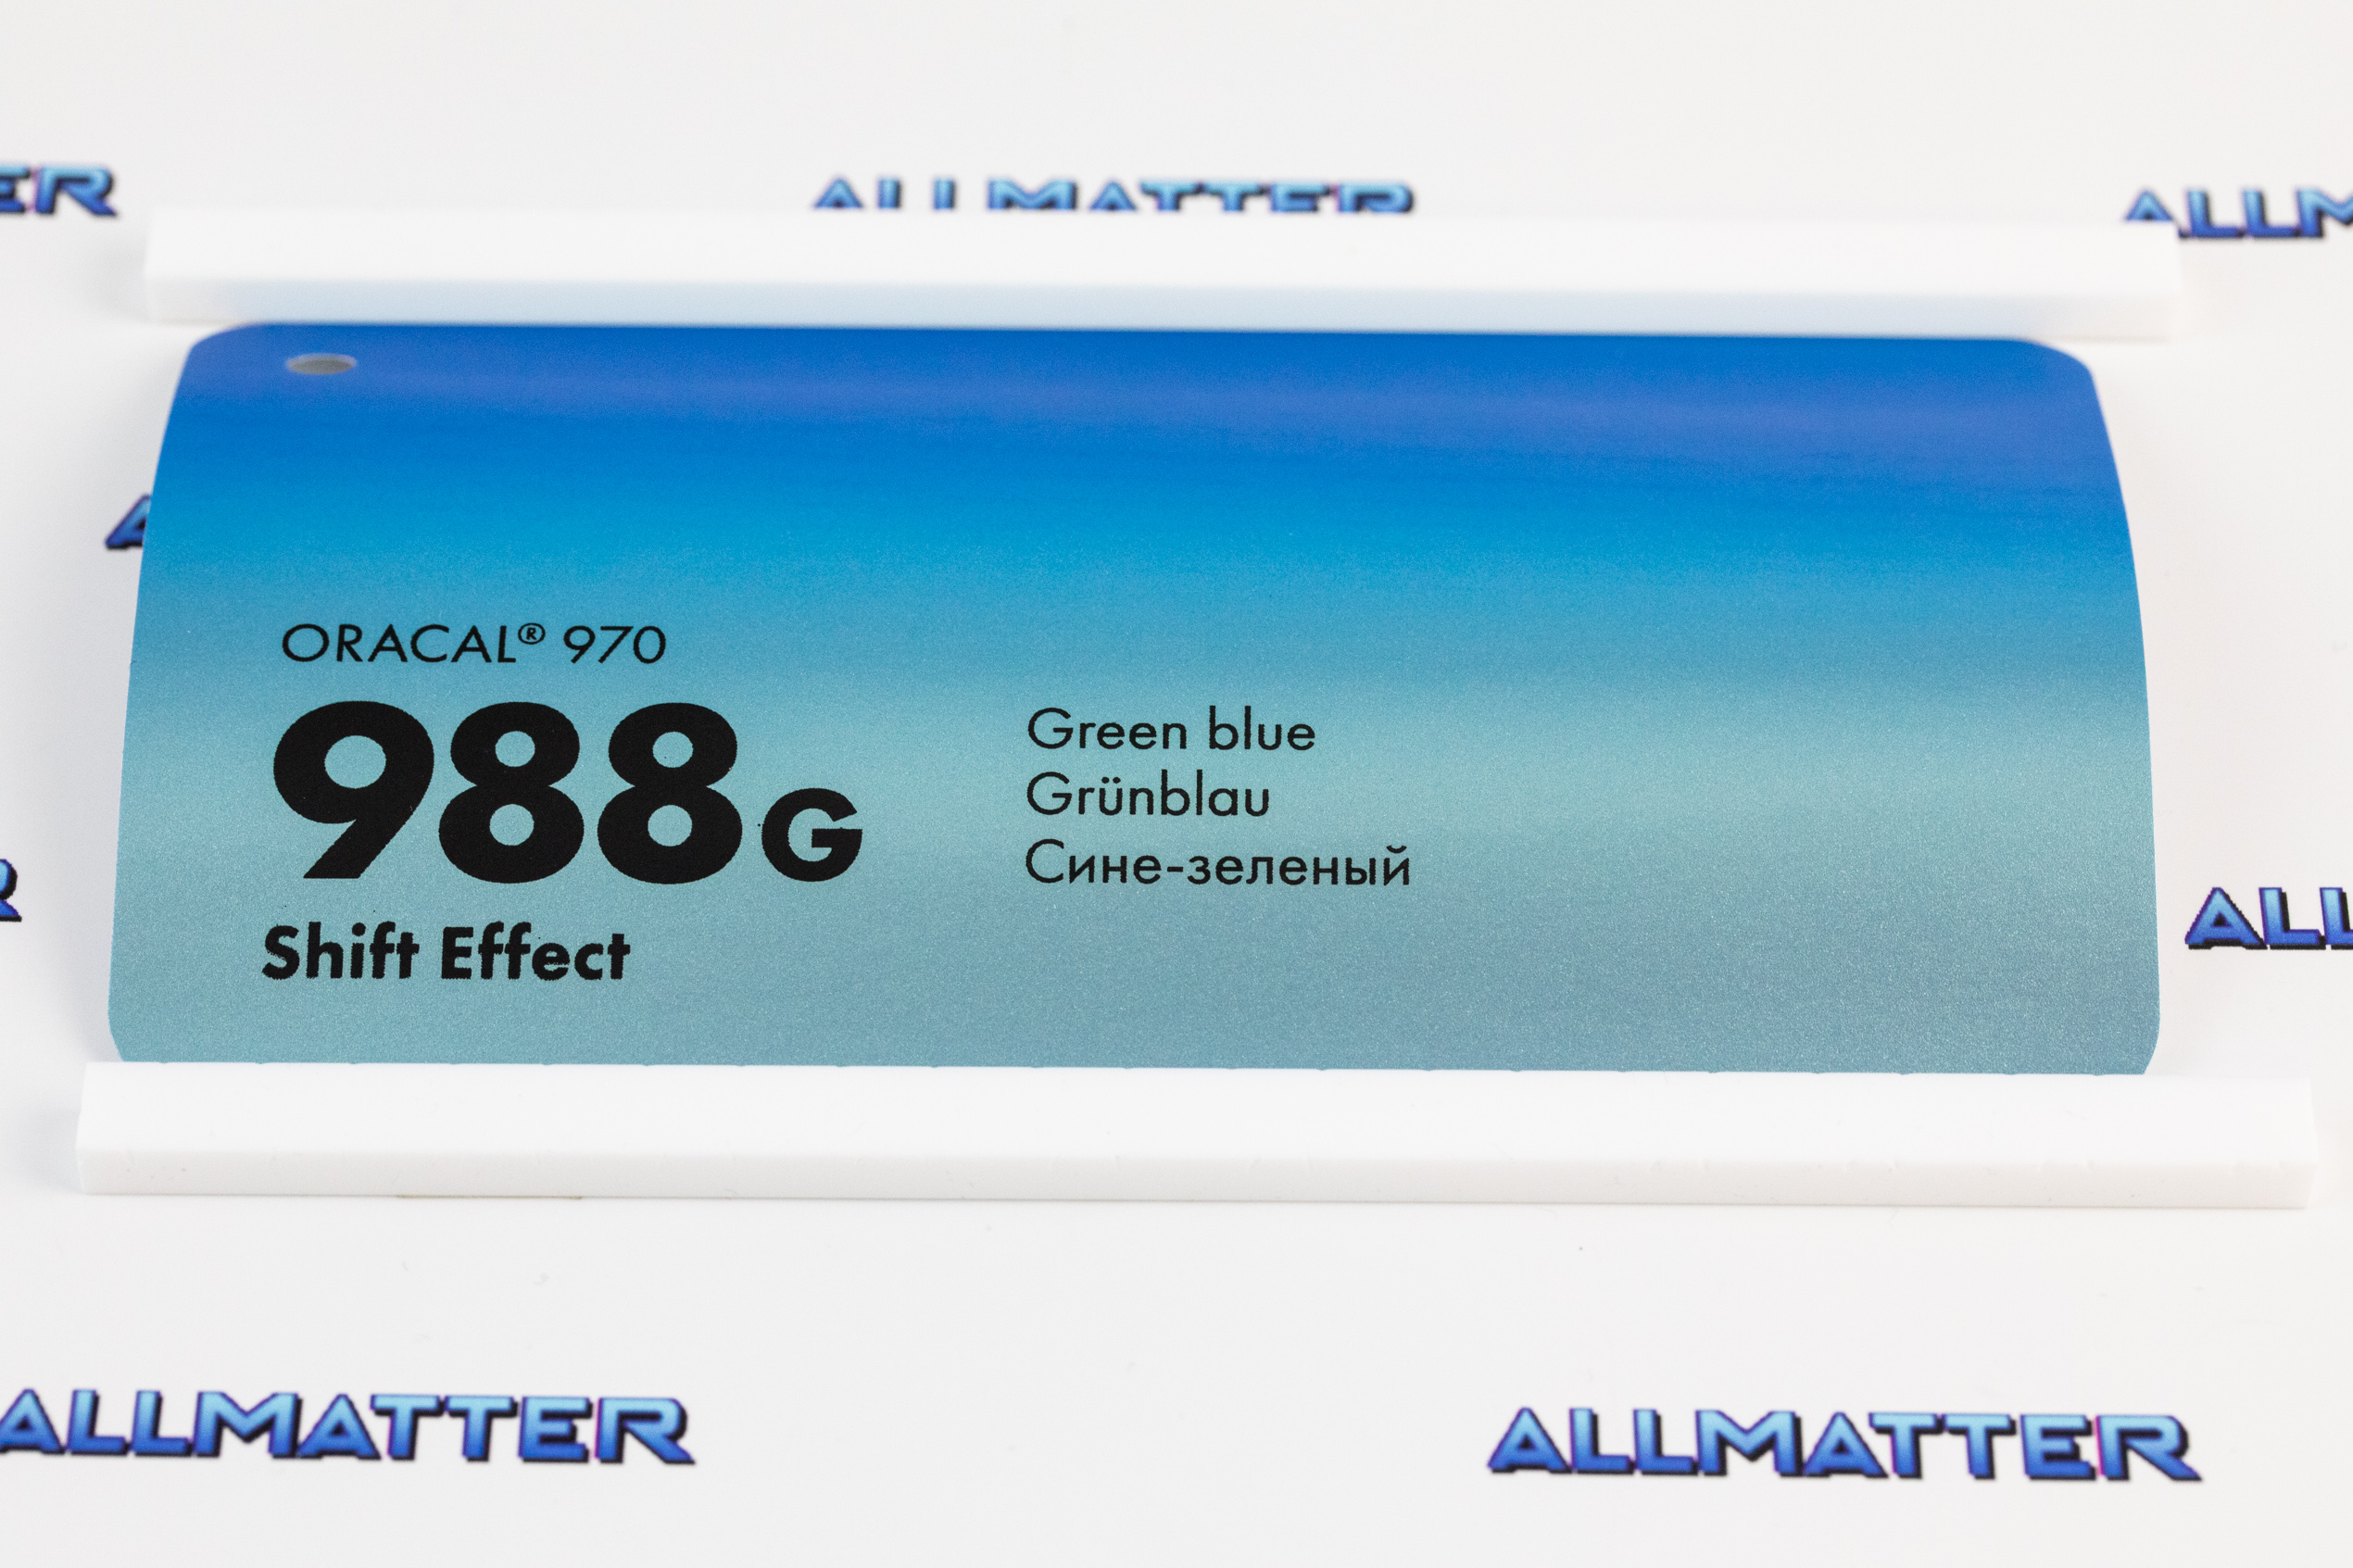 ALLMATTER
ORACAL® 970
988G
Shift Effect
Green blue
Grünblau
Сине-зеленый
ALLMATTER
ALLMATTER